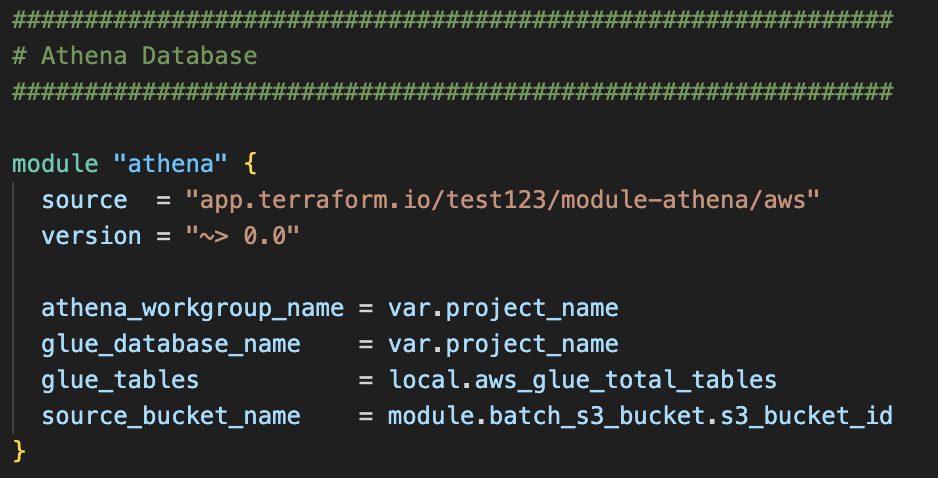 #############################################################
# Athena Database
#############################################################
module "athena" {
  source  = "app.terraform.io/test123/module-athena/aws"
  version = "~> 0.0"
  athena_workgroup_name = var.project_name
  glue_database_name    = var.project_name
  glue_tables           = local.aws_glue_total_tables
  source_bucket_name    = module.batch_s3_bucket.s3_bucket_id
}